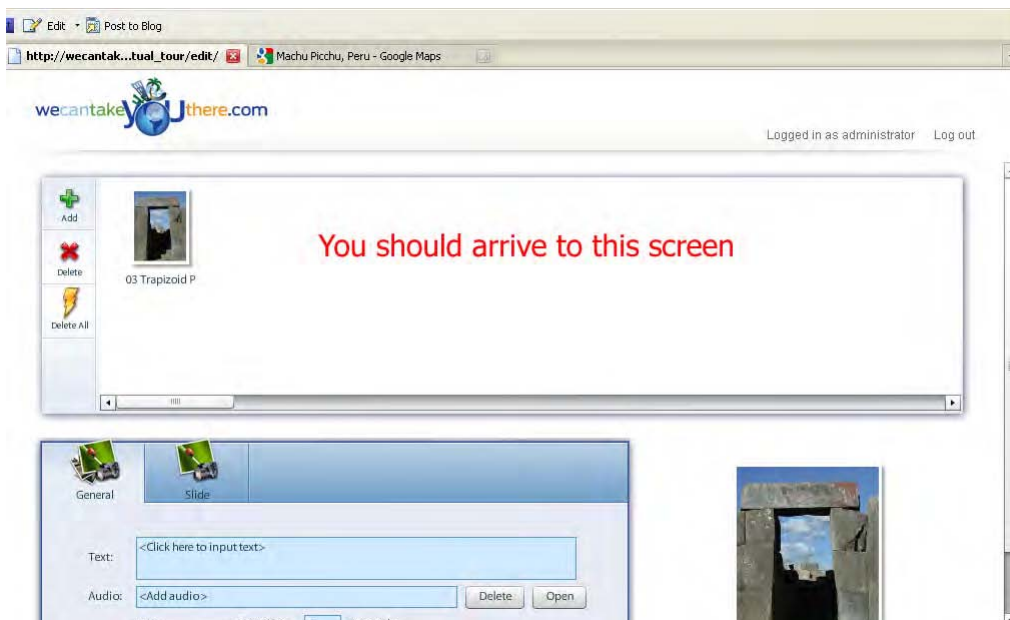 Edit Post to Blog
http://wecantak...tual_tour/edit/ Machu Picchu, Peru - Google Maps
wecantakeyouthere.com
Logged in as administrator Log out
Add
You should arrive to this screen
Delete
03 Trapizoid P
Delete All
General Slide
Text: <Click here to input text>
Audio: <Add audio> Delete Open